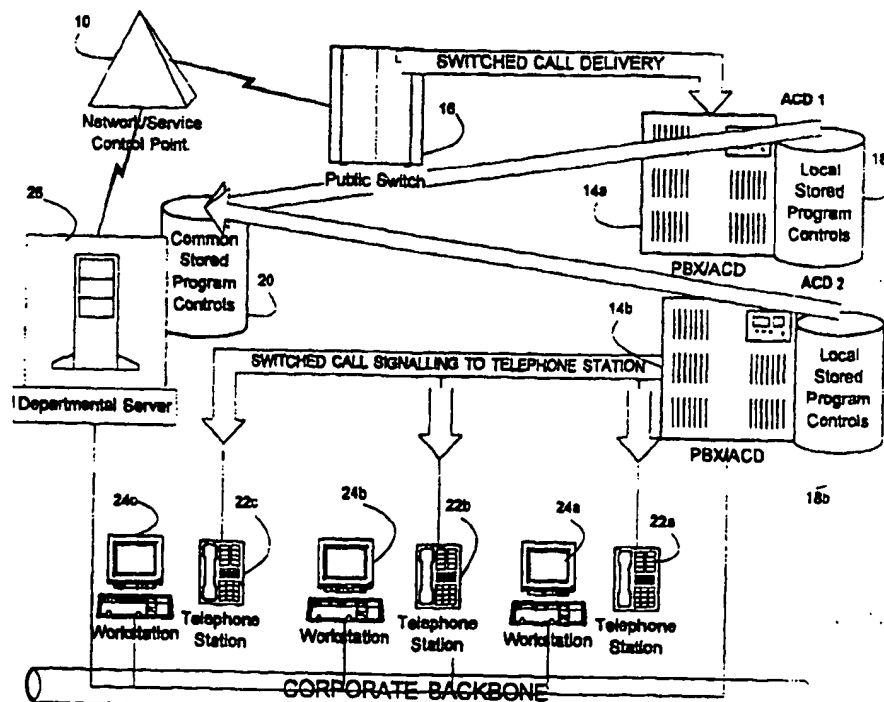 10
SWITCHED CALL DELIVERY
16
ACD 1
Network/Service
Control Point
Public Switch
14a
Local
Stored
Program
Controls
18
PBX/ACD
26
Common
Stored
Program
Controls
20
ACD 2
14b
SWITCHED CALL SIGNALLING TO TELEPHONE STATION
Local
Stored
Program
Controls
Departmental Server
PBX/ACD
18b
24c
22c
24b
22b
24a
22a
Workstation
Telephone
Station
Workstation
Telephone
Station
Workstation
Telephone
Station
CORPORATE BACKBONE